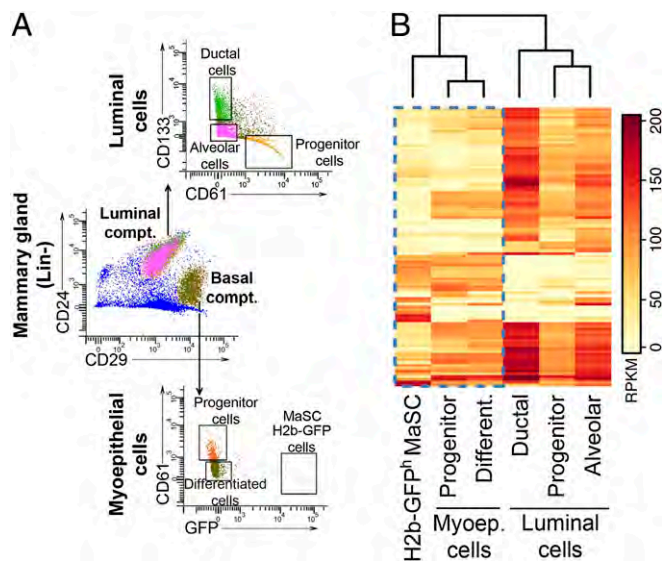 A
Ductal
cells
Luminal
cells
CD133
Alveolar cells
Progenitor
cells
CD61
Mammary gland
(Lin-)
Luminal
compt.
Basal
compt.
CD24
CD29
Myoepithelial
cells
Progenitor
cells
MaSC
H2b-GFP
cells
CD61
Differentiated
cells
GFP
B
200
150
100
50
0
RPKM
H2b-GFPʰ MaSC
Progenitor
Different.
Ductal
Progenitor
Alveolar
Myoep.
cells
Luminal
cells